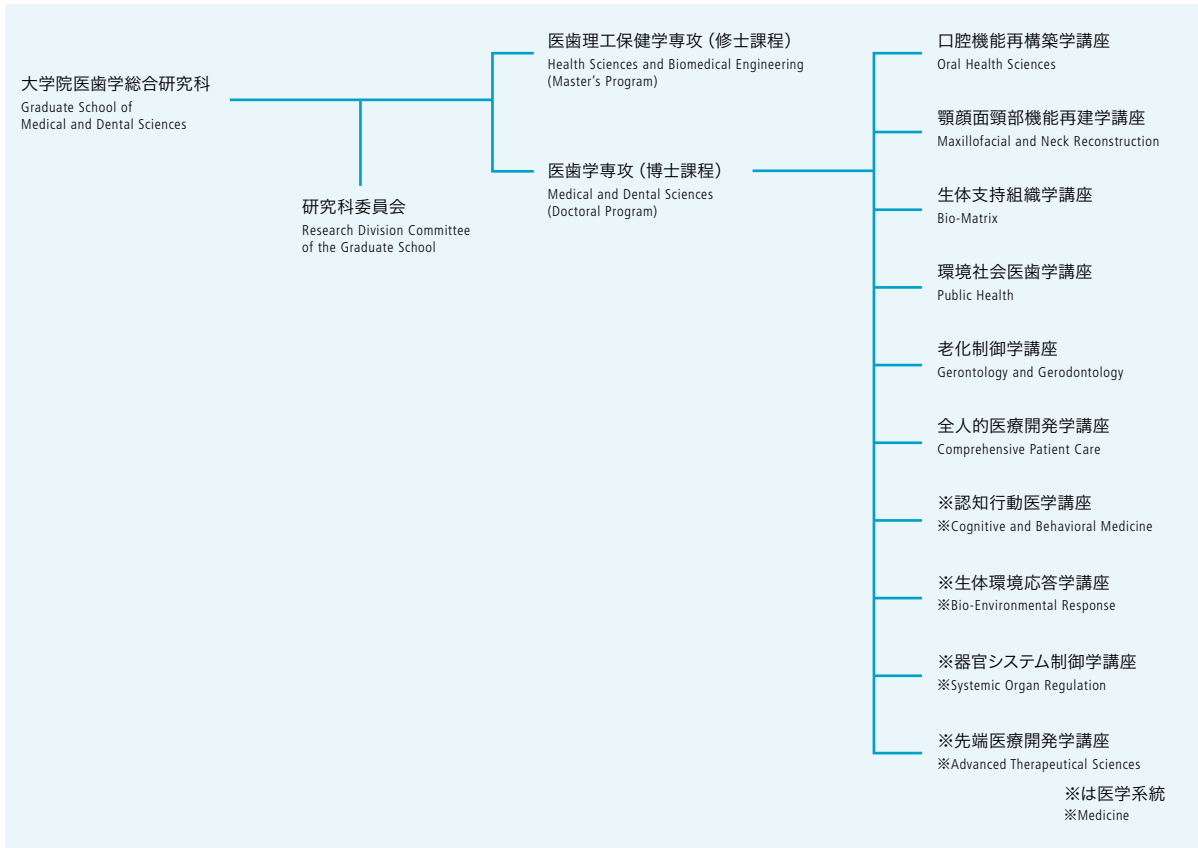 大学院医歯学総合研究科
Graduate School of
Medical and Dental Sciences
研究科委員会
Research Division Committee
of the Graduate School
医歯理工保健学専攻（修士課程）
Health Sciences and Biomedical Engineering
(Master's Program)
医歯学専攻（博士課程）
Medical and Dental Sciences
(Doctoral Program)
口腔機能再構築学講座
Oral Health Sciences
顎顔面頸部機能再建学講座
Maxillofacial and Neck Reconstruction
生体支持組織学講座
Bio-Matrix
環境社会医歯学講座
Public Health
老化制御学講座
Gerontology and Gerodontology
全人的医療開発学講座
Comprehensive Patient Care
※認知行動医学講座
※Cognitive and Behavioral Medicine
※生体環境応答学講座
※Bio-Environmental Response
※器官システム制御学講座
※Systemic Organ Regulation
※先端医療開発学講座
※Advanced Therapeutical Sciences
※は医学系統
※Medicine